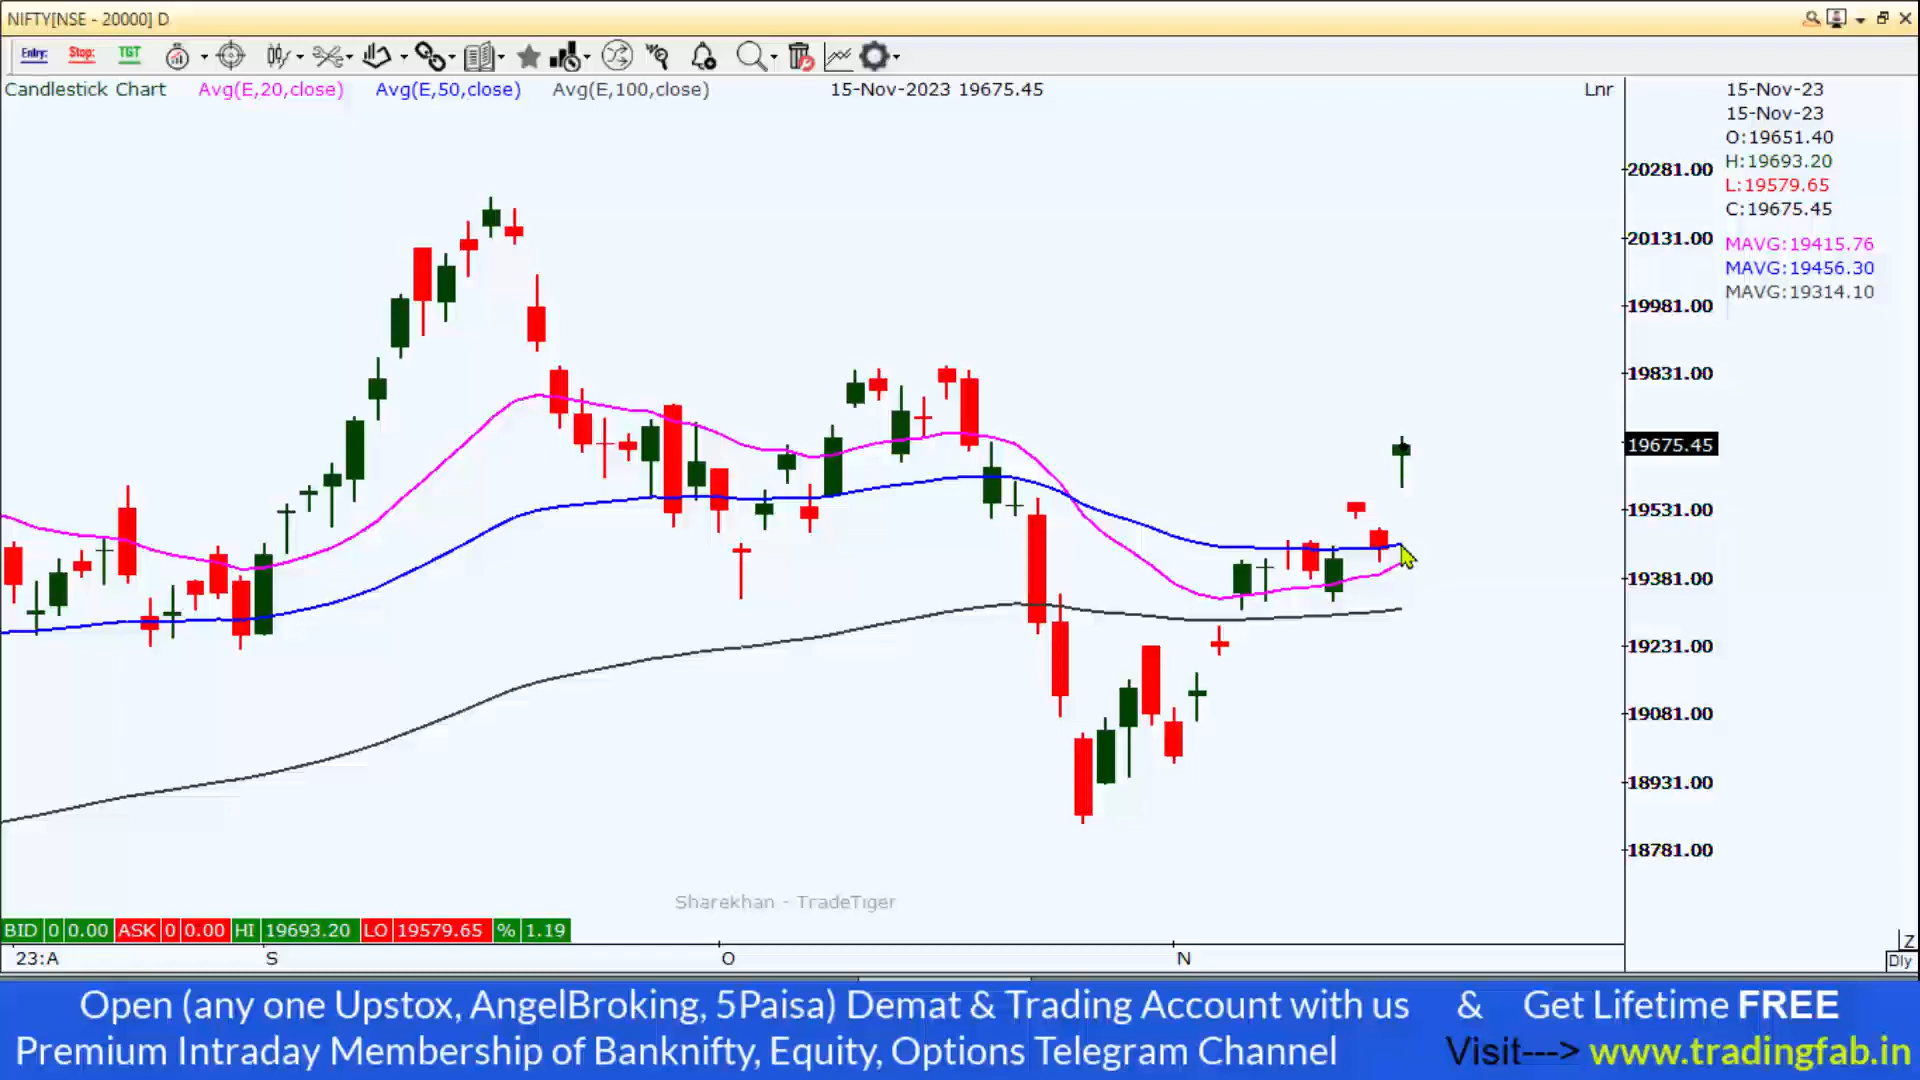 NIFTY[NSE - 20000] D
Entry: Stop: TGT
Candlestick Chart Avg(E,20,close) Avg(E,50,close) Avg(E,100,close) 15-Nov-2023 19675.45 Lnr
15-Nov-23
15-Nov-23
O:19651.40
H:19693.20
L:19579.65
C:19675.45
MAVG:19415.76
MAVG:19456.30
MAVG:19314.10
20281.00
20131.00
19981.00
19831.00
19675.45
19531.00
19381.00
19231.00
19081.00
18931.00
18781.00
Sharekhan - TradeTiger
BID 0 0.00 ASK 0 0.00 HI 19693.20 LO 19579.65 % 1.19
Z
23:A S O N
Dly
Open (any one Upstox, AngelBroking, 5Paisa) Demat & Trading Account with us & Get Lifetime FREE
Premium Intraday Membership of Banknifty, Equity, Options Telegram Channel Visit---> www.tradingfab.in